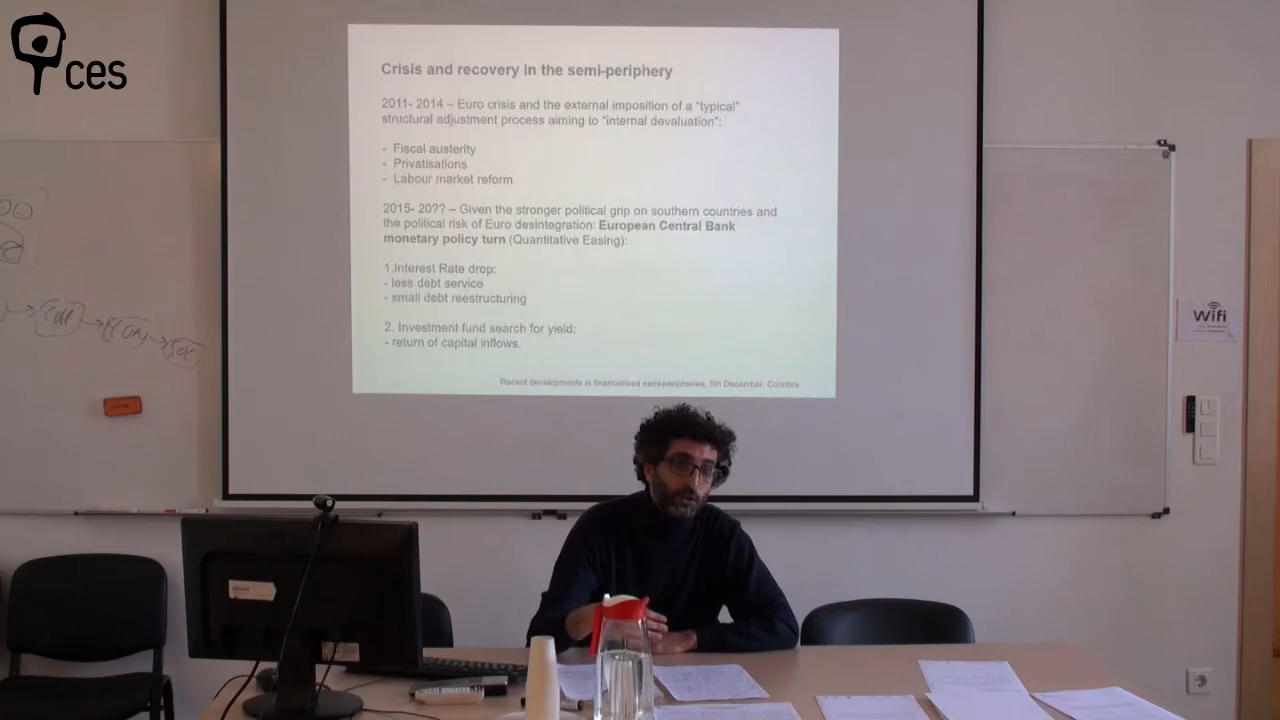 ces
Crisis and recovery in the semi-periphery
2011- 2014 – Euro crisis and the external imposition of a "typical"
structural adjustment process aiming to "internal devaluation":
- Fiscal austerity
- Privatisations
- Labour market reform
2015- 20?? – Given the stronger political grip on southern countries and
the political risk of Euro desintegration: European Central Bank
monetary policy turn (Quantitative Easing):
1.Interest Rate drop:
- less debt service
- small debt reestructuring
2. Investment fund search for yield:
- return of capital inflows.
Recent developments in financialised semi-peripheries, 5th December, Coimbra
Wifi